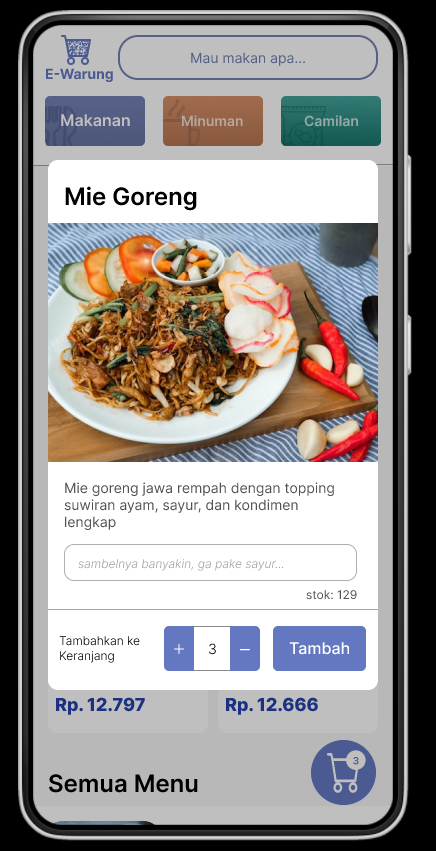 Mau makan apa...
E-Warung
Makanan
Minuman
Camilan
Mie Goreng
Mie goreng jawa rempah dengan topping
suwiran ayam, sayur, dan kondimen
lengkap
sambelnya banyakin, ga pake sayur...
stok: 129
Tambahkan ke
Keranjang
+
3
–
Tambah
Rp. 12.797
Rp. 12.666
3
Semua Menu